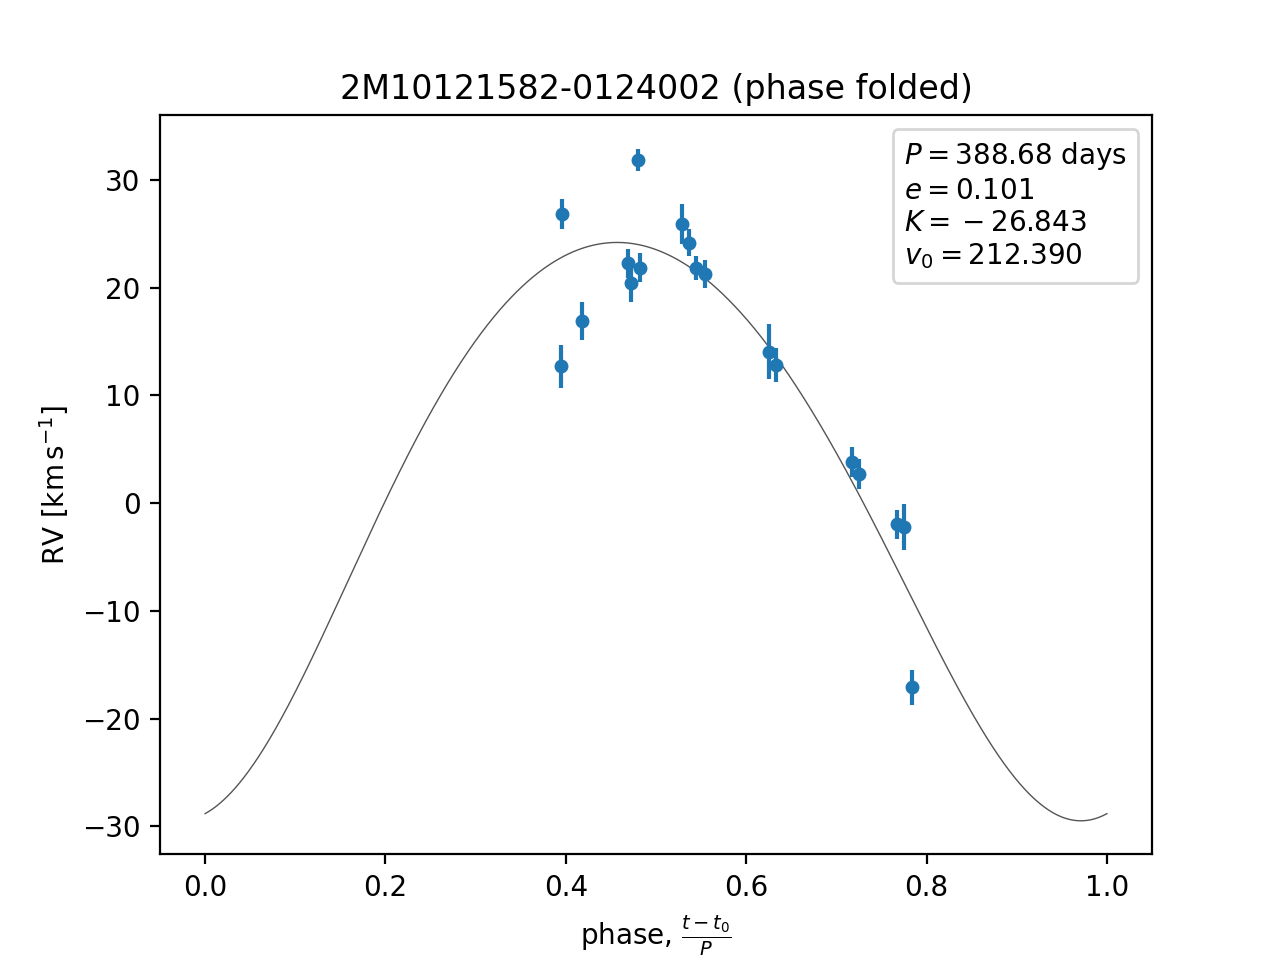 2M10121582-0124002 (phase folded)
P = 388.68 days
e = 0.101
K = −26.843
v₀ = 212.390
30
20
10
0
−10
−20
−30
RV [km s⁻¹]
0.0 0.2 0.4 0.6 0.8 1.0
phase, (t − t₀)/P